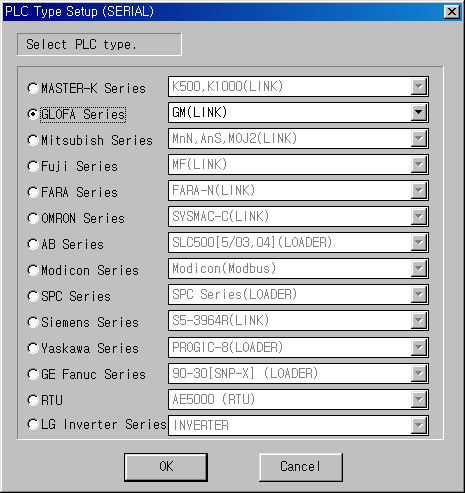 PLC Type Setup (SERIAL)
Select PLC type.
MASTER-K Series K500,K1000(LINK)
GLOFA Series GM(LINK)
Mitsubish Series MnN,AnS,MOJ2(LINK)
Fuji Series MF(LINK)
FARA Series FARA-N(LINK)
OMRON Series SYSMAC-C(LINK)
AB Series SLC500[5/03,04](LOADER)
Modicon Series Modicon(Modbus)
SPC Series SPC Series(LOADER)
Siemens Series S5-3964R(LINK)
Yaskawa Series PROGIC-8(LOADER)
GE Fanuc Series 90-30[SNP-X] (LOADER)
RTU AE5000 (RTU)
LG Inverter Series INVERTER
OK Cancel